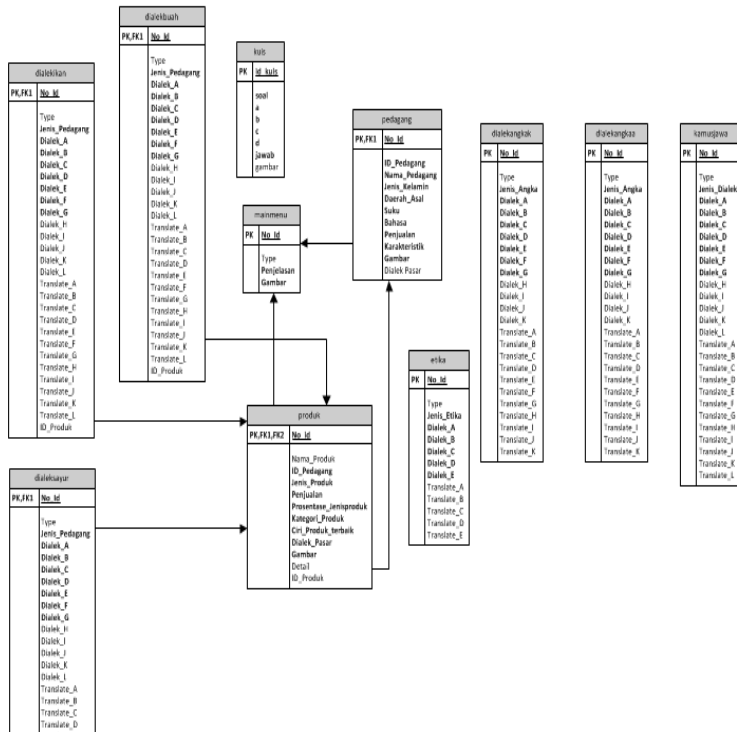 dialekbuah
PK,FK1 No_Id
Type
Jenis_Pedagang
Dialek_A
Dialek_B
Dialek_C
Dialek_D
Dialek_E
Dialek_F
Dialek_G
Dialek_H
Dialek_I
Dialek_J
Dialek_K
Dialek_L
Translate_A
Translate_B
Translate_C
Translate_D
Translate_E
Translate_F
Translate_G
Translate_H
Translate_I
Translate_J
Translate_K
Translate_L
ID_Produk
kuis
PK id_kuis
soal
a
b
c
d
jawab
gambar
dialekikan
PK,FK1 No_Id
Type
Jenis_Pedagang
Dialek_A
Dialek_B
Dialek_C
Dialek_D
Dialek_E
Dialek_F
Dialek_G
Dialek_H
Dialek_I
Dialek_J
Dialek_K
Dialek_L
Translate_A
Translate_B
Translate_C
Translate_D
Translate_E
Translate_F
Translate_G
Translate_H
Translate_I
Translate_J
Translate_K
Translate_L
ID_Produk
pedagang
PK,FK1 No_Id
ID_Pedagang
Nama_Pedagang
Jenis_Kelamin
Daerah_Asal
Suku
Bahasa
Penjualan
Karakteristik
Gambar
Dialek Pasar
dialekangkak
PK No_Id
Type
Jenis_Angka
Dialek_A
Dialek_B
Dialek_C
Dialek_D
Dialek_E
Dialek_F
Dialek_G
Dialek_H
Dialek_I
Dialek_J
Dialek_K
Translate_A
Translate_B
Translate_C
Translate_D
Translate_E
Translate_F
Translate_G
Translate_H
Translate_I
Translate_J
Translate_K
dialekangkaa
PK No_Id
Type
Jenis_Angka
Dialek_A
Dialek_B
Dialek_C
Dialek_D
Dialek_E
Dialek_F
Dialek_G
Dialek_H
Dialek_I
Dialek_J
Dialek_K
Translate_A
Translate_B
Translate_C
Translate_D
Translate_E
Translate_F
Translate_G
Translate_H
Translate_I
Translate_J
Translate_K
kamusjawa
PK No_Id
Type
Jenis_Dialek
Dialek_A
Dialek_B
Dialek_C
Dialek_D
Dialek_E
Dialek_F
Dialek_G
Dialek_H
Dialek_I
Dialek_J
Dialek_K
Dialek_L
Translate_A
Translate_B
Translate_C
Translate_D
Translate_E
Translate_F
Translate_G
Translate_H
Translate_I
Translate_J
Translate_K
Translate_L
mainmenu
PK No_Id
Type
Penjelasan
Gambar
etika
PK No_Id
Type
Jenis_Etika
Dialek_A
Dialek_B
Dialek_C
Dialek_D
Dialek_E
Translate_A
Translate_B
Translate_C
Translate_D
Translate_E
produk
PK,FK1,FK2 No_Id
Nama_Produk
ID_Pedagang
Jenis_Produk
Penjualan
Prosentase_Jenisproduk
Kategori_Produk
Ciri_Produk_terbaik
Dialek_Pasar
Gambar
Detail
ID_Produk
dialeksayur
PK,FK1 No_Id
Type
Jenis_Pedagang
Dialek_A
Dialek_B
Dialek_C
Dialek_D
Dialek_E
Dialek_F
Dialek_G
Dialek_H
Dialek_I
Dialek_J
Dialek_K
Dialek_L
Translate_A
Translate_B
Translate_C
Translate_D